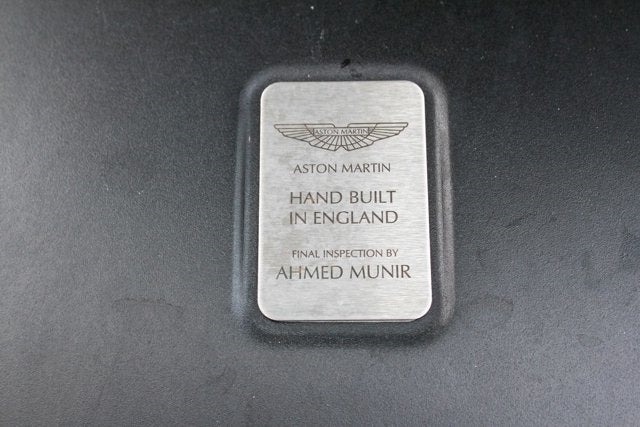 ASTON MARTIN
ASTON MARTIN
HAND BUILT
IN ENGLAND
FINAL INSPECTION BY
AHMED MUNIR